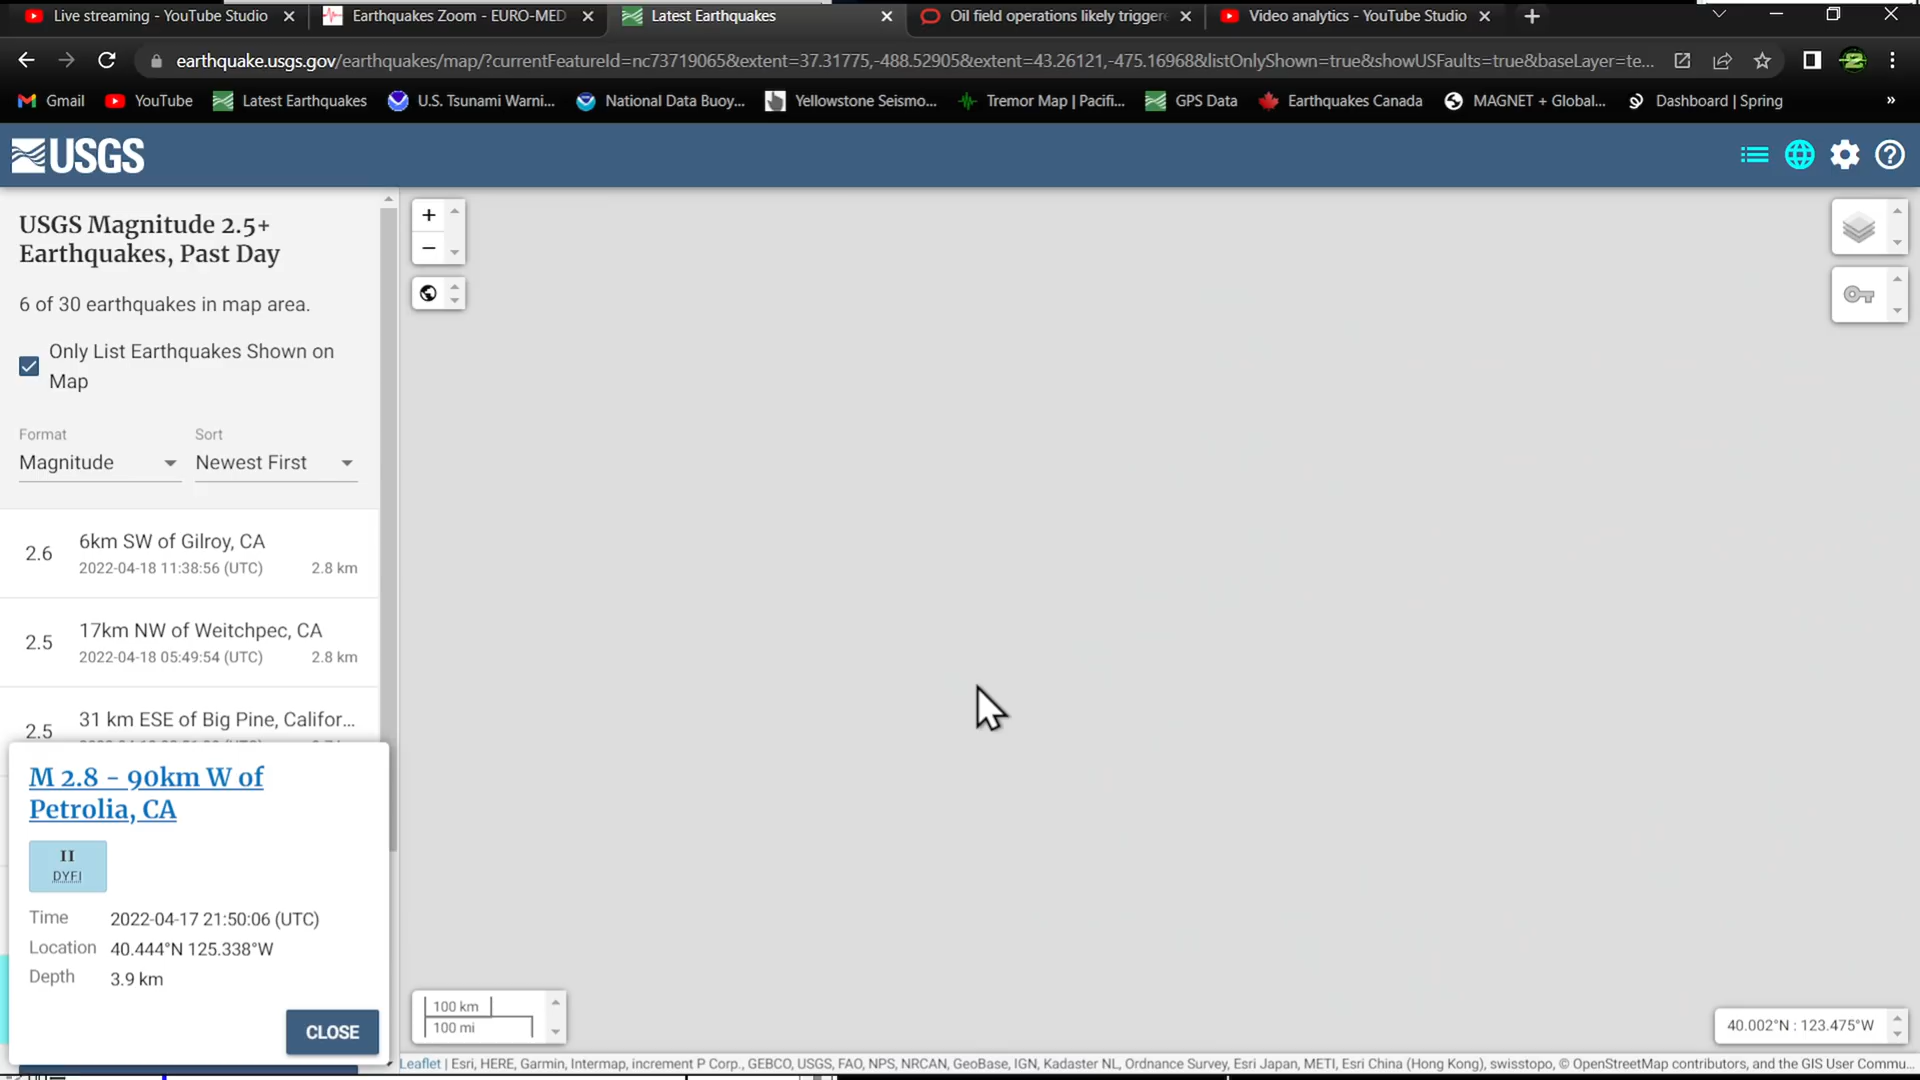 Live streaming - YouTube Studio
Earthquakes Zoom - EURO-MED
Latest Earthquakes
Oil field operations likely trigger
Video analytics - YouTube Studio
earthquake.usgs.gov/earthquakes/map/?currentFeatureId=nc73719065&extent=37.31775,-488.52905&extent=43.26121,-475.16968&listOnlyShown=true&showUSFaults=true&baseLayer=te...
Gmail
YouTube
Latest Earthquakes
U.S. Tsunami Warni...
National Data Buoy...
Yellowstone Seismo...
Tremor Map | Pacifi...
GPS Data
Earthquakes Canada
MAGNET + Global...
Dashboard | Spring
»
USGS
USGS Magnitude 2.5+
Earthquakes, Past Day
6 of 30 earthquakes in map area.
Only List Earthquakes Shown on
Map
Format
Magnitude
Sort
Newest First
2.6
6km SW of Gilroy, CA
2022-04-18 11:38:56 (UTC)
2.8 km
2.5
17km NW of Weitchpec, CA
2022-04-18 05:49:54 (UTC)
2.8 km
2.5
31 km ESE of Big Pine, Califor...
M 2.8 - 90km W of
Petrolia, CA
II
DYFI
Time 2022-04-17 21:50:06 (UTC)
Location 40.444°N 125.338°W
Depth 3.9 km
CLOSE
+
−
100 km
100 mi
40.002°N : 123.475°W
Leaflet | Esri, HERE, Garmin, Intermap, increment P Corp., GEBCO, USGS, FAO, NPS, NRCAN, GeoBase, IGN, Kadaster NL, Ordnance Survey, Esri Japan, METI, Esri China (Hong Kong), swisstopo, © OpenStreetMap contributors, and the GIS User Commu...